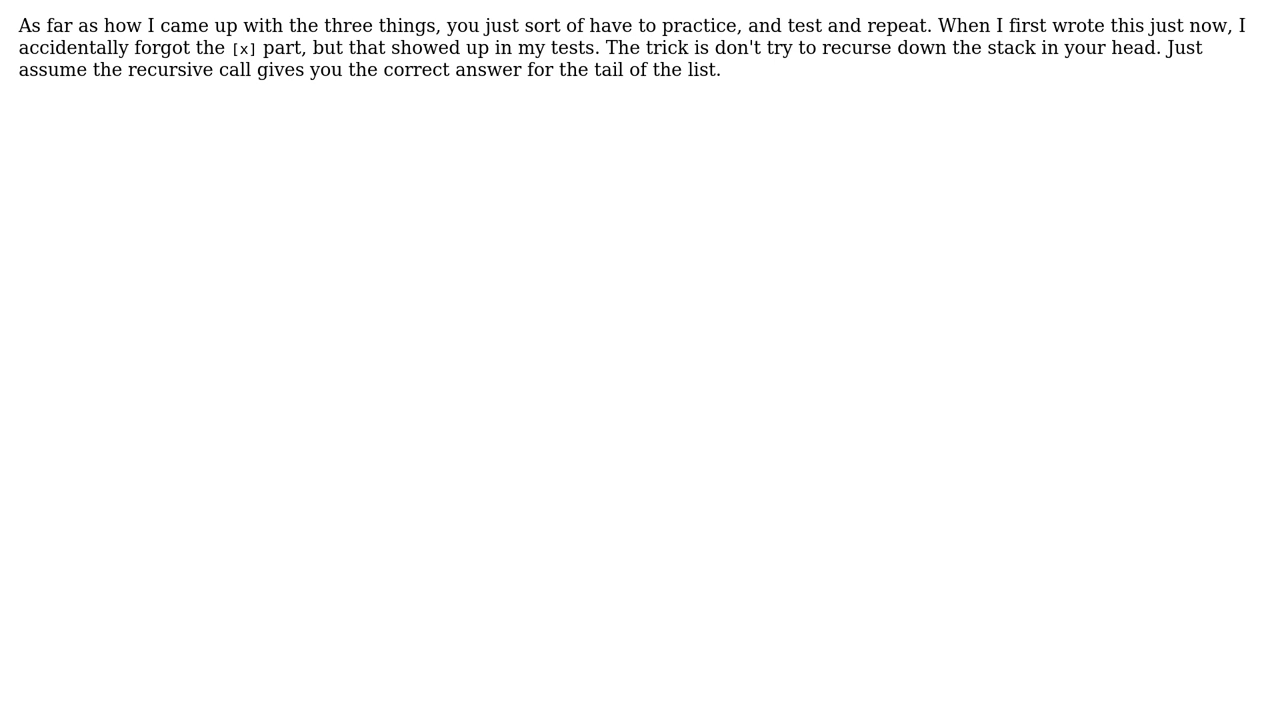 As far as how I came up with the three things, you just sort of have to practice, and test and repeat. When I first wrote this just now, I
accidentally forgot the [x] part, but that showed up in my tests. The trick is don't try to recurse down the stack in your head. Just
assume the recursive call gives you the correct answer for the tail of the list.